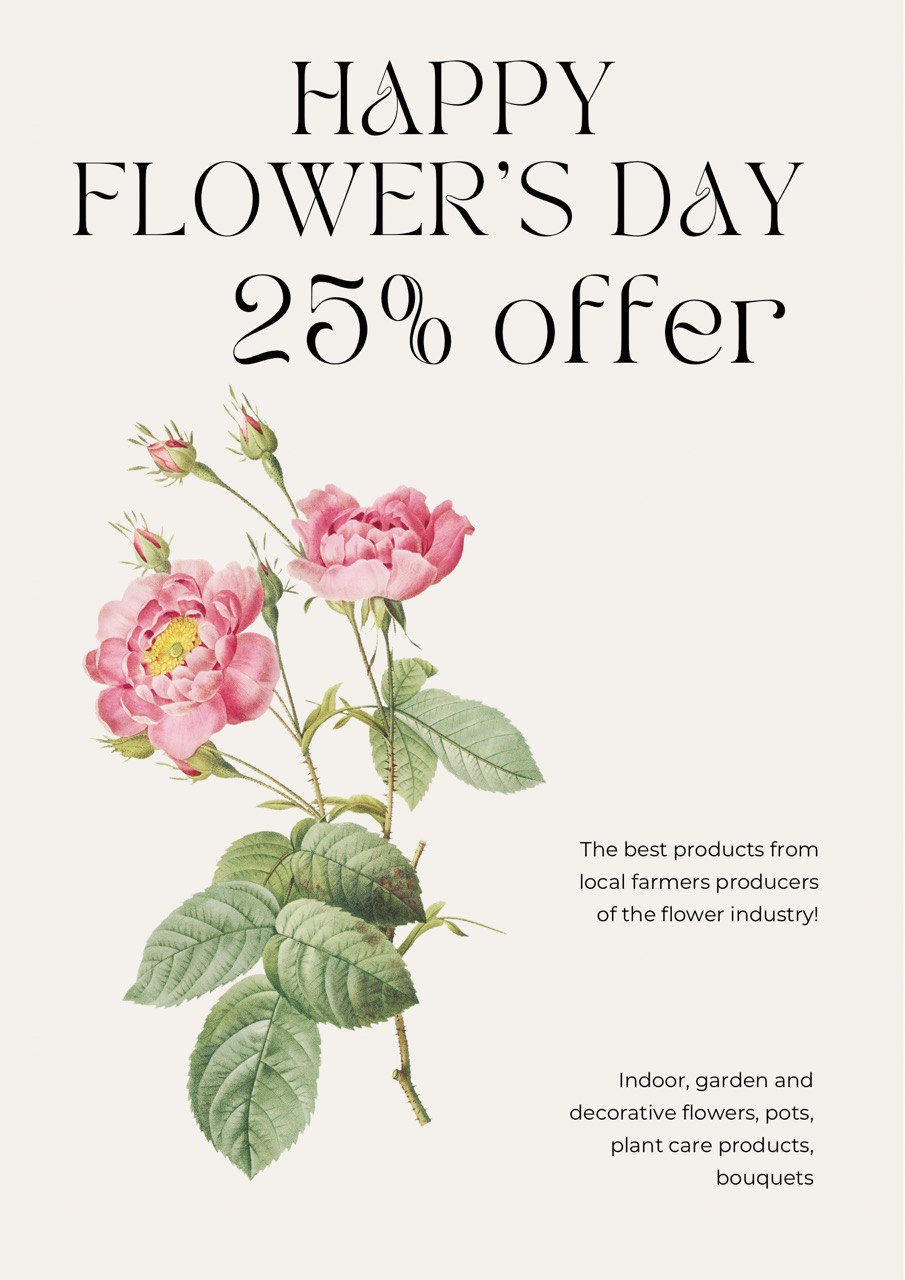 HAPPY
FLOWER’S DAY
25% offer
The best products from
local farmers producers
of the flower industry!
Indoor, garden and
decorative flowers, pots,
plant care products,
bouquets